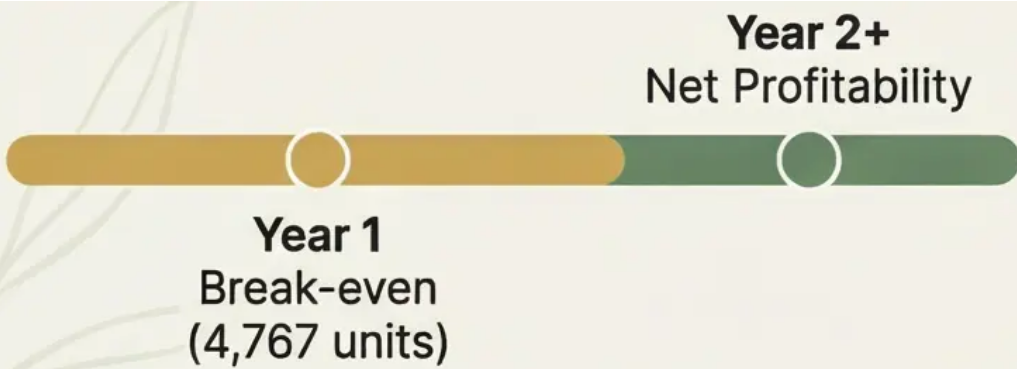 Year 2+
Net Profitability
Year 1
Break-even
(4,767 units)